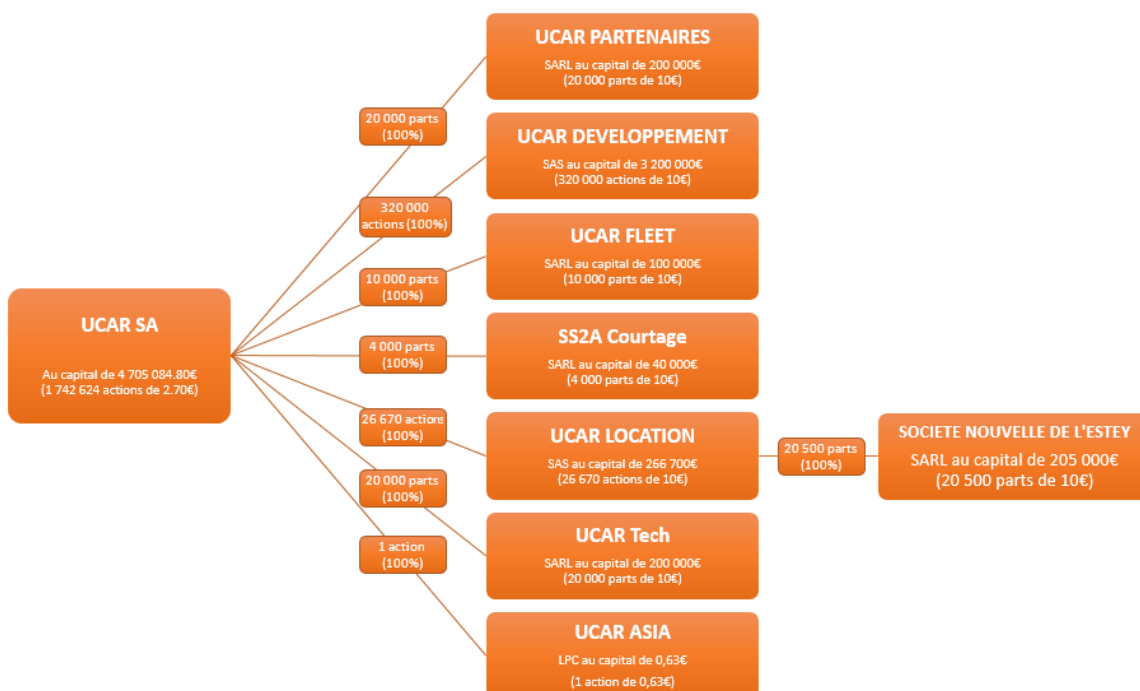 UCAR PARTENAIRES
SARL au capital de 200 000€
(20 000 parts de 10€)
20 000 parts
(100%)
UCAR DEVELOPPEMENT
SAS au capital de 3 200 000€
(320 000 actions de 10€)
320 000
actions (100%)
UCAR FLEET
SARL au capital de 100 000€
(10 000 parts de 10€)
10 000 parts
(100%)
UCAR SA
Au capital de 4 705 084.80€
(1 742 624 actions de 2.70€)
SS2A Courtage
SARL au capital de 40 000€
(4 000 parts de 10€)
4 000 parts
(100%)
26 670 actions
(100%)
UCAR LOCATION
SAS au capital de 266 700€
(26 670 actions de 10€)
20 500 parts
(100%)
SOCIETE NOUVELLE DE L'ESTEY
SARL au capital de 205 000€
(20 500 parts de 10€)
20 000 parts
(100%)
UCAR Tech
SARL au capital de 200 000€
(20 000 parts de 10€)
1 action
(100%)
UCAR ASIA
LPC au capital de 0,63€
(1 action de 0,63€)